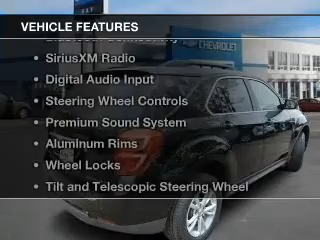 VEHICLE FEATURES
• SiriusXM Radio
• Digital Audio Input
• Steering Wheel Controls
• Premium Sound System
• Aluminum Rims
• Wheel Locks
• Tilt and Telescopic Steering Wheel
CHEVROLET